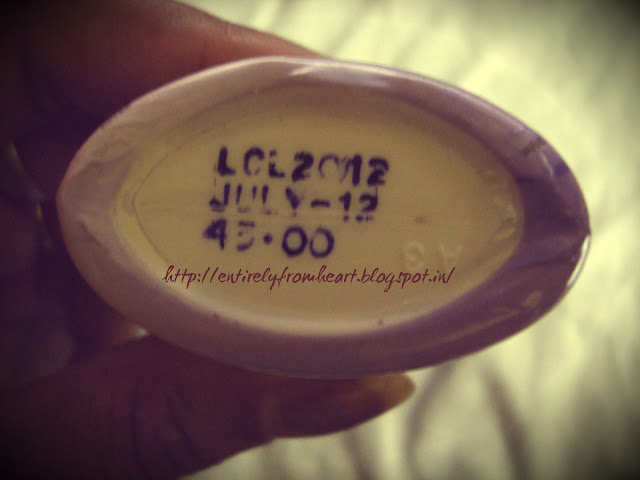 LCL2012
JULY-12
45.00
http://entirelyfromheart.blogspot.in/